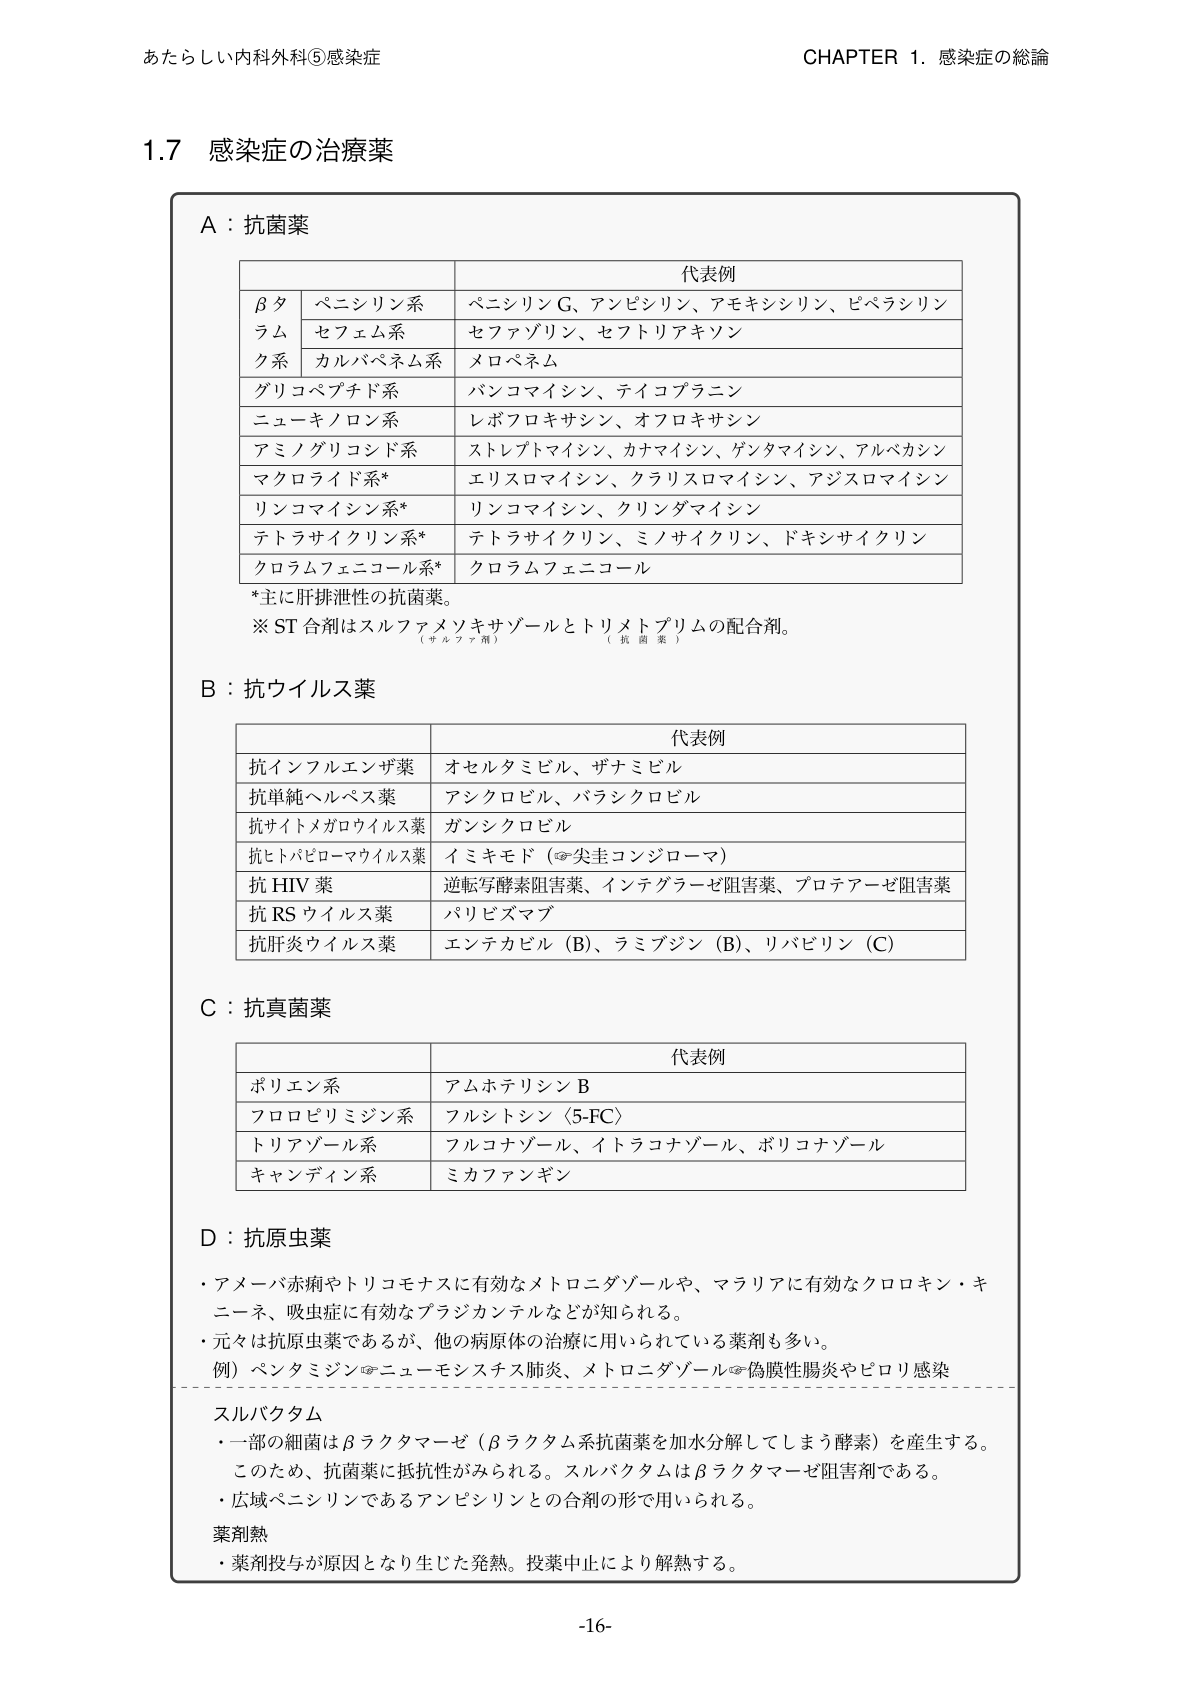 あたらしい内科外科⑤感染症
CHAPTER 1. 感染症の総論
1.7 感染症の治療薬
A：抗菌薬
代表例
βタラムク系 ペニシリン系 ペニシリン G、アンピシリン、アモキシシリン、ピペラシリン
セフェム系 セファゾリン、セフトリアキソン
カルバペネム系 メロペネム
グリコペプチド系 バンコマイシン、テイコプラニン
ニューキノロン系 レボフロキサシン、オフロキサシン
アミノグリコシド系 ストレプトマイシン、カナマイシン、ゲンタマイシン、アルベカシン
マクロライド系* エリスロマイシン、クラリスロマイシン、アジスロマイシン
リンコマイシン系* リンコマイシン、クリンダマイシン
テトラサイクリン系* テトラサイクリン、ミノサイクリン、ドキシサイクリン
クロラムフェニコール系* クロラムフェニコール
*主に肝排泄性の抗菌薬。
※ ST 合剤はスルファメソキサゾールとトリメトプリムの配合剤。
（サルファ剤） （抗菌薬）
B：抗ウイルス薬
代表例
抗インフルエンザ薬 オセルタミビル、ザナミビル
抗単純ヘルペス薬 アシクロビル、バラシクロビル
抗サイトメガロウイルス薬 ガンシクロビル
抗ヒトパピローマウイルス薬 イミキモド（☞尖圭コンジローマ）
抗 HIV 薬 逆転写酵素阻害薬、インテグラーゼ阻害薬、プロテアーゼ阻害薬
抗 RS ウイルス薬 パリビズマブ
抗肝炎ウイルス薬 エンテカビル（B）、ラミブジン（B）、リバビリン（C）
C：抗真菌薬
代表例
ポリエン系 アムホテリシン B
フロロピリミジン系 フルシトシン〈5-FC〉
トリアゾール系 フルコナゾール、イトラコナゾール、ボリコナゾール
キャンディン系 ミカファンギン
D：抗原虫薬
・アメーバ赤痢やトリコモナスに有効なメトロニダゾールや、マラリアに有効なクロロキン・キ
ニーネ、吸虫症に有効なプラジカンテルなどが知られる。
・元々は抗原虫薬であるが、他の病原体の治療に用いられている薬剤も多い。
例）ペンタミジン☞ニューモシスチス肺炎、メトロニダゾール☞偽膜性腸炎やピロリ感染
スルバクタム
・一部の細菌はβラクタマーゼ（βラクタム系抗菌薬を加水分解してしまう酵素）を産生する。
このため、抗菌薬に抵抗性がみられる。スルバクタムはβラクタマーゼ阻害剤である。
・広域ペニシリンであるアンピシリンとの合剤の形で用いられる。
薬剤熱
・薬剤投与が原因となり生じた発熱。投薬中止により解熱する。
-16-